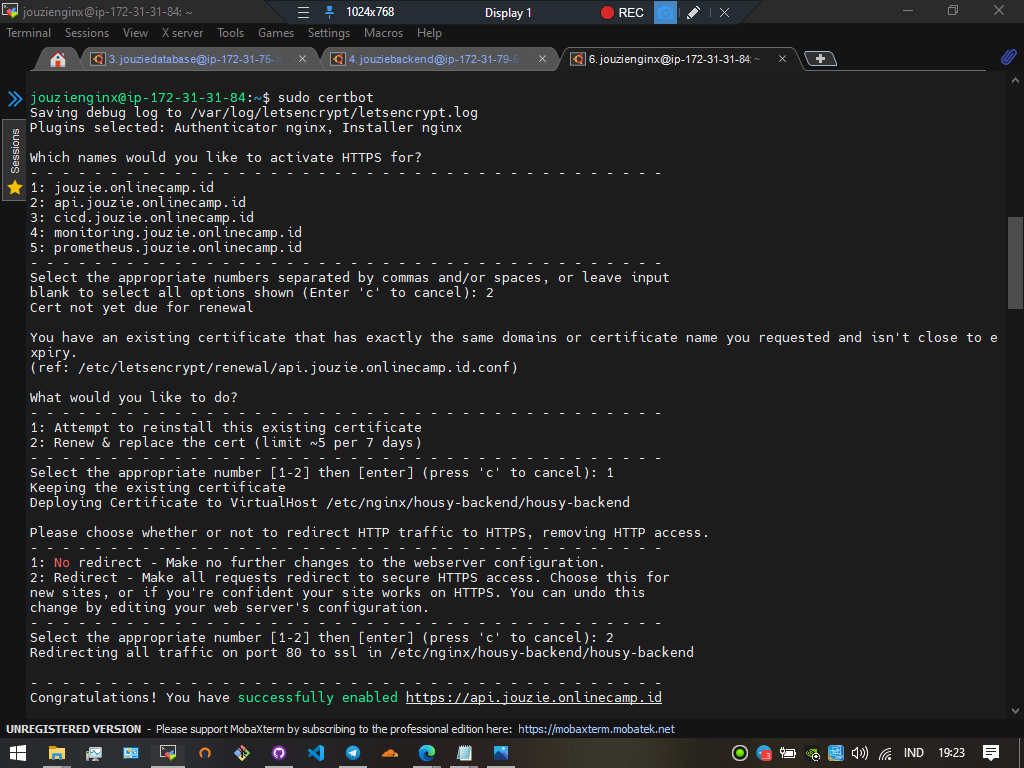 jouzienginx@ip-172-31-31-84: ~
1024x768
Display 1
REC
Terminal Sessions View X server Tools Games Settings Macros Help
3. jouziedatabase@ip-172-31-75-
4. jouziebackend@ip-172-31-79-8
6. jouzienginx@ip-172-31-31-84: ~
Sessions
jouzienginx@ip-172-31-31-84:~$ sudo certbot
Saving debug log to /var/log/letsencrypt/letsencrypt.log
Plugins selected: Authenticator nginx, Installer nginx
Which names would you like to activate HTTPS for?
- - - - - - - - - - - - - - - - - - - - - - - - - - - - - - - - - - - - - - - -
1: jouzie.onlinecamp.id
2: api.jouzie.onlinecamp.id
3: cicd.jouzie.onlinecamp.id
4: monitoring.jouzie.onlinecamp.id
5: prometheus.jouzie.onlinecamp.id
- - - - - - - - - - - - - - - - - - - - - - - - - - - - - - - - - - - - - - - -
Select the appropriate numbers separated by commas and/or spaces, or leave input
blank to select all options shown (Enter 'c' to cancel): 2
Cert not yet due for renewal
You have an existing certificate that has exactly the same domains or certificate name you requested and isn't close to e
xpiry.
(ref: /etc/letsencrypt/renewal/api.jouzie.onlinecamp.id.conf)
What would you like to do?
- - - - - - - - - - - - - - - - - - - - - - - - - - - - - - - - - - - - - - - -
1: Attempt to reinstall this existing certificate
2: Renew & replace the cert (limit ~5 per 7 days)
- - - - - - - - - - - - - - - - - - - - - - - - - - - - - - - - - - - - - - - -
Select the appropriate number [1-2] then [enter] (press 'c' to cancel): 1
Keeping the existing certificate
Deploying Certificate to VirtualHost /etc/nginx/housy-backend/housy-backend
Please choose whether or not to redirect HTTP traffic to HTTPS, removing HTTP access.
- - - - - - - - - - - - - - - - - - - - - - - - - - - - - - - - - - - - - - - -
1: No redirect - Make no further changes to the webserver configuration.
2: Redirect - Make all requests redirect to secure HTTPS access. Choose this for
new sites, or if you're confident your site works on HTTPS. You can undo this
change by editing your web server's configuration.
- - - - - - - - - - - - - - - - - - - - - - - - - - - - - - - - - - - - - - - -
Select the appropriate number [1-2] then [enter] (press 'c' to cancel): 2
Redirecting all traffic on port 80 to ssl in /etc/nginx/housy-backend/housy-backend
- - - - - - - - - - - - - - - - - - - - - - - - - - - - - - - - - - - - - - - -
Congratulations! You have successfully enabled https://api.jouzie.onlinecamp.id
UNREGISTERED VERSION - Please support MobaXterm by subscribing to the professional edition here: https://mobaxterm.mobatek.net
IND 19:23